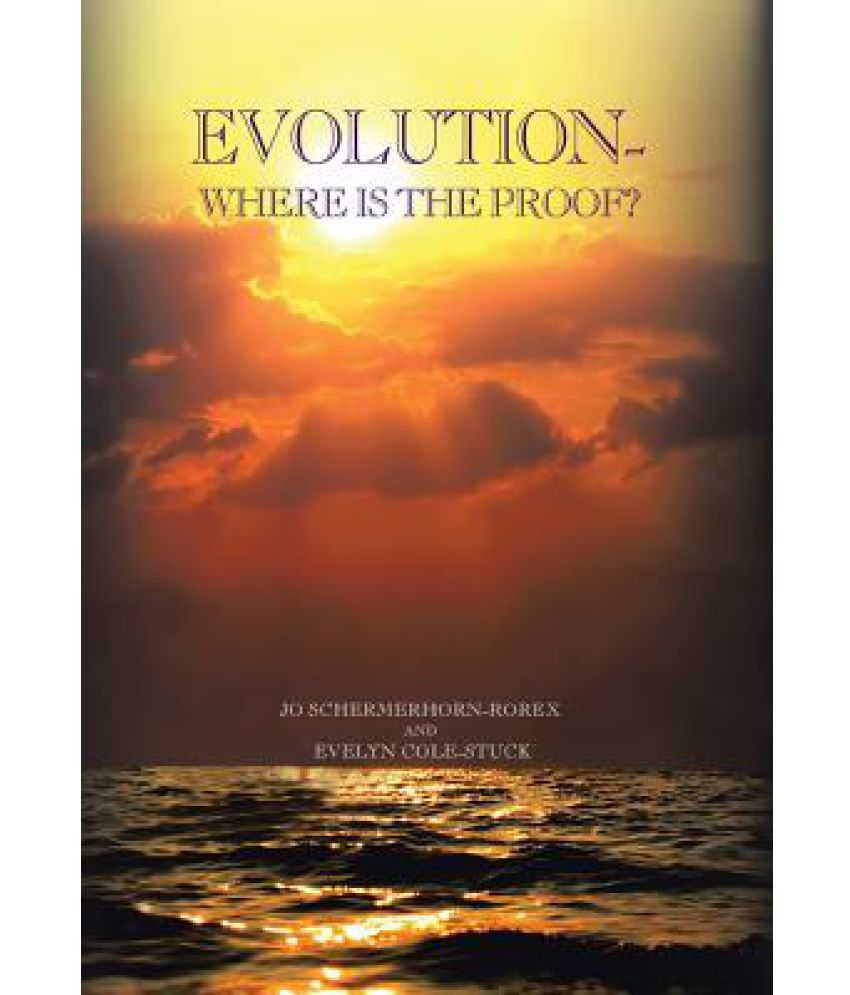 EVOLUTION-
WHERE IS THE PROOF?
JO SCHERMERHORN-ROREX
AND
EVELYN COLE-STUCK